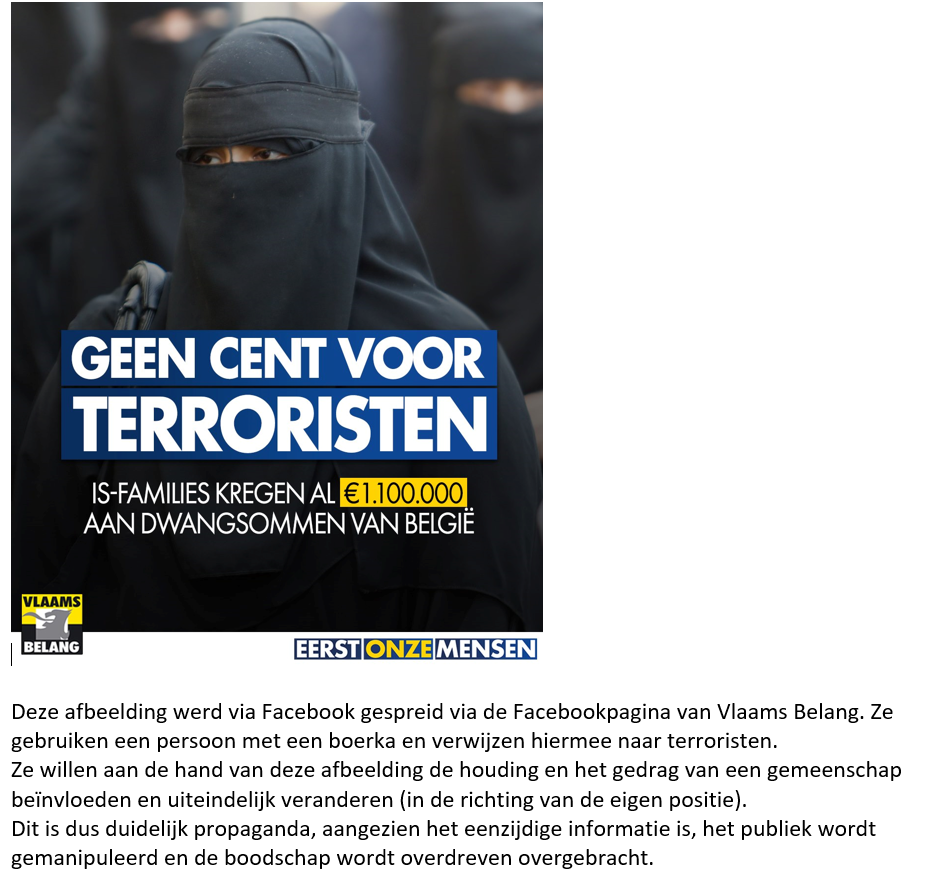 GEEN CENT VOOR
TERRORISTEN
IS-FAMILIES KREGEN AL €1.100.000
AAN DWANGSOMMEN VAN BELGIË
VLAAMS
BELANG
EERST ONZE MENSEN
Deze afbeelding werd via Facebook gespreid via de Facebookpagina van Vlaams Belang. Ze
gebruiken een persoon met een boerka en verwijzen hiermee naar terroristen.
Ze willen aan de hand van deze afbeelding de houding en het gedrag van een gemeenschap
beïnvloeden en uiteindelijk veranderen (in de richting van de eigen positie).
Dit is dus duidelijk propaganda, aangezien het eenzijdige informatie is, het publiek wordt
gemanipuleerd en de boodschap wordt overdreven overgebracht.